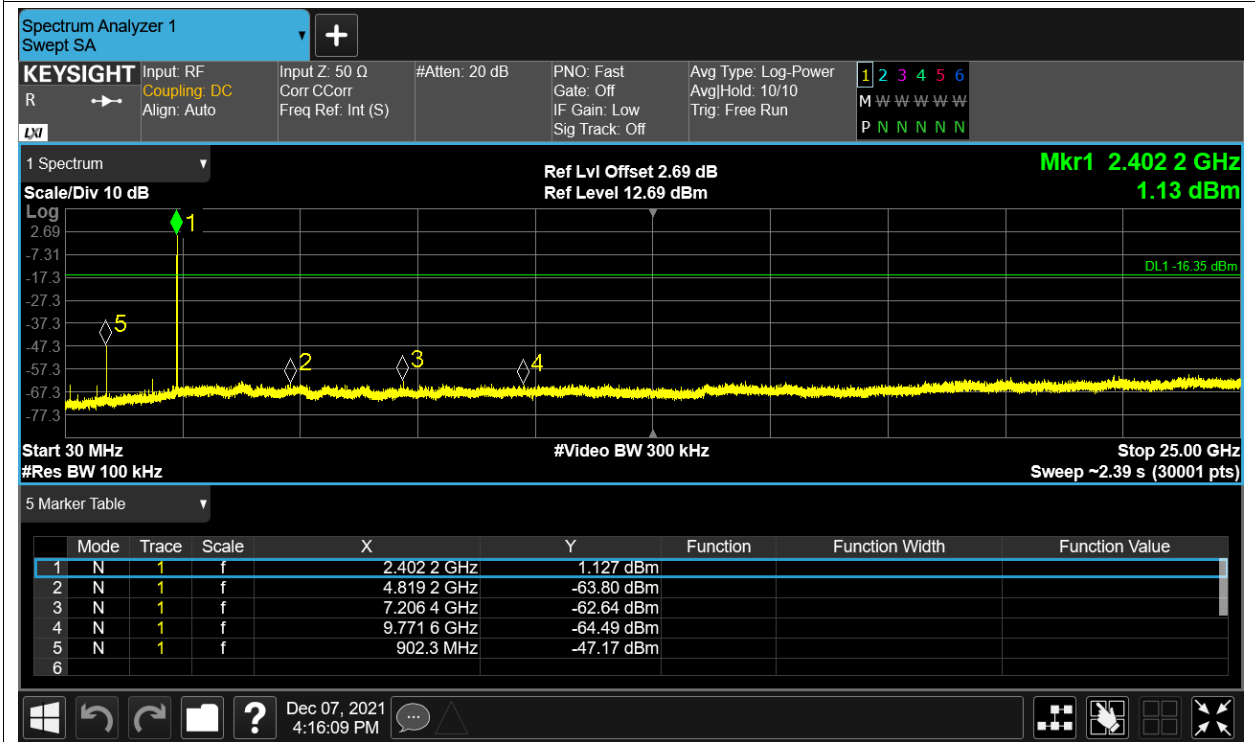 Spectrum Analyzer 1
Swept SA
+
KEYSIGHT
R
LXI
Input: RF
Coupling: DC
Align: Auto
Input Z: 50 Ω
Corr CCorr
Freq Ref: Int (S)
#Atten: 20 dB
PNO: Fast
Gate: Off
IF Gain: Low
Sig Track: Off
Avg Type: Log-Power
Avg|Hold: 10/10
Trig: Free Run
1 2 3 4 5 6
M W W W W W
P N N N N N
1 Spectrum
Scale/Div 10 dB
Ref Lvl Offset 2.69 dB
Ref Level 12.69 dBm
Mkr1 2.402 2 GHz
1.13 dBm
Log
2.69
-7.31
-17.3
-27.3
-37.3
-47.3
-57.3
-67.3
-77.3
1
5
2
3
4
DL1 -16.35 dBm
Start 30 MHz
#Res BW 100 kHz
#Video BW 300 kHz
Stop 25.00 GHz
Sweep ~2.39 s (30001 pts)
5 Marker Table
Mode Trace Scale X Y Function Function Width Function Value
1 N 1 f 2.402 2 GHz 1.127 dBm
2 N 1 f 4.819 2 GHz -63.80 dBm
3 N 1 f 7.206 4 GHz -62.64 dBm
4 N 1 f 9.771 6 GHz -64.49 dBm
5 N 1 f 902.3 MHz -47.17 dBm
6
?
Dec 07, 2021
4:16:09 PM